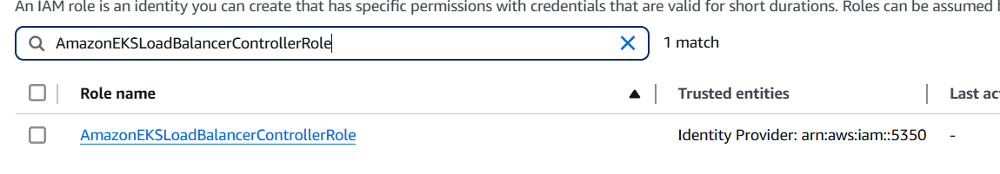 An IAM role is an identity you can create that has specific permissions with credentials that are valid for short durations. Roles can be assumed
AmazonEKSLoadBalancerControllerRole
1 match
Role name
Trusted entities
Last ac
AmazonEKSLoadBalancerControllerRole
Identity Provider: arn:aws:iam::5350
-